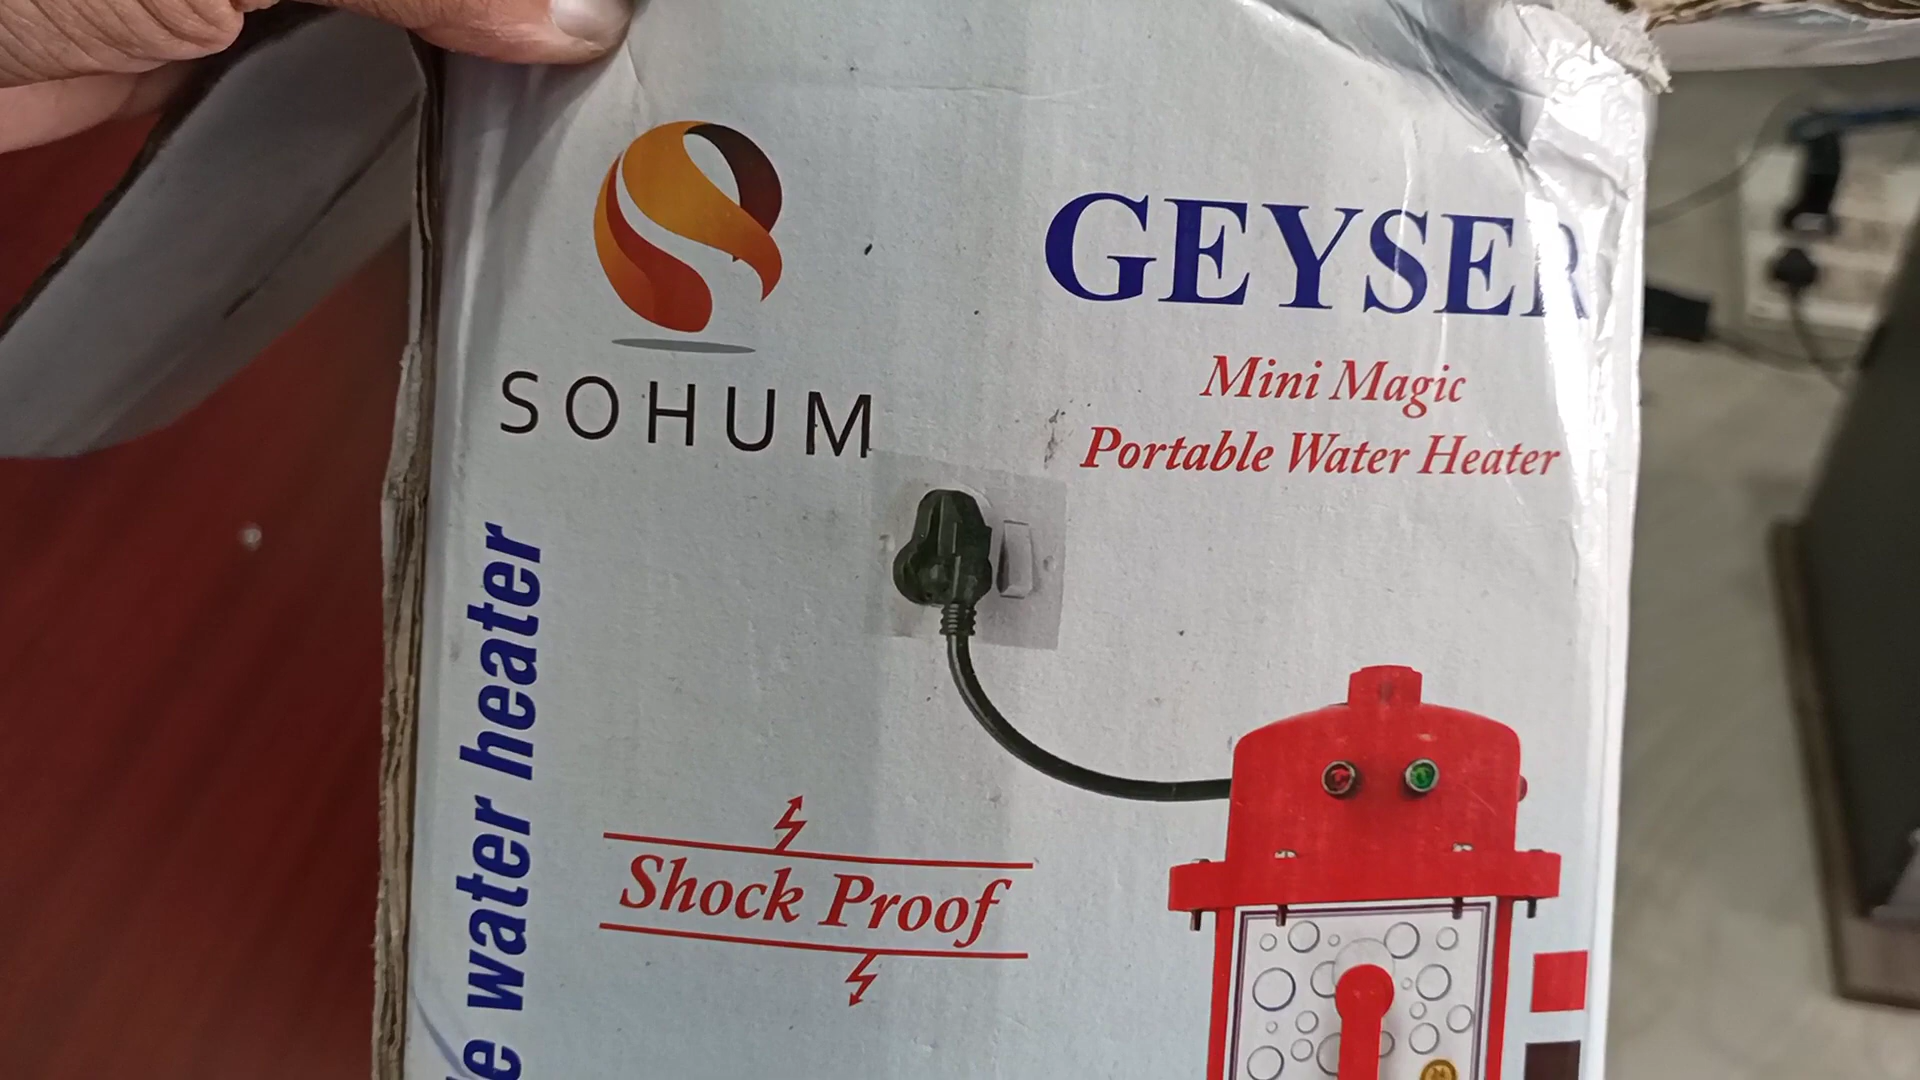 SOHUM
GEYSER
Mini Magic
Portable Water Heater
water heater
Shock Proof